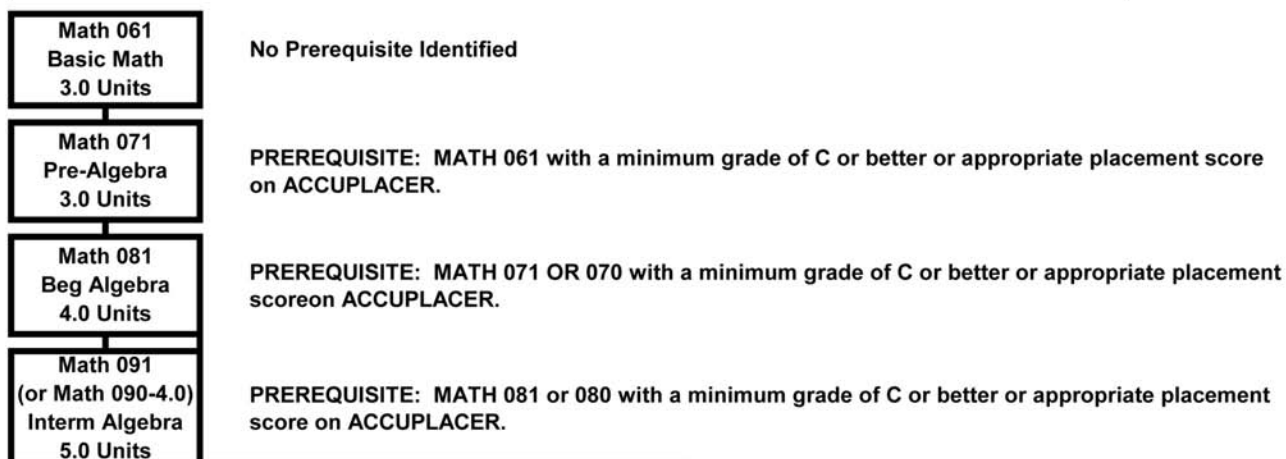 Math 061
Basic Math
3.0 Units
No Prerequisite Identified
Math 071
Pre-Algebra
3.0 Units
PREREQUISITE: MATH 061 with a minimum grade of C or better or appropriate placement score
on ACCUPLACER.
Math 081
Beg Algebra
4.0 Units
PREREQUISITE: MATH 071 OR 070 with a minimum grade of C or better or appropriate placement
scoreon ACCUPLACER.
Math 091
(or Math 090-4.0)
Interm Algebra
5.0 Units
PREREQUISITE: MATH 081 or 080 with a minimum grade of C or better or appropriate placement
score on ACCUPLACER.